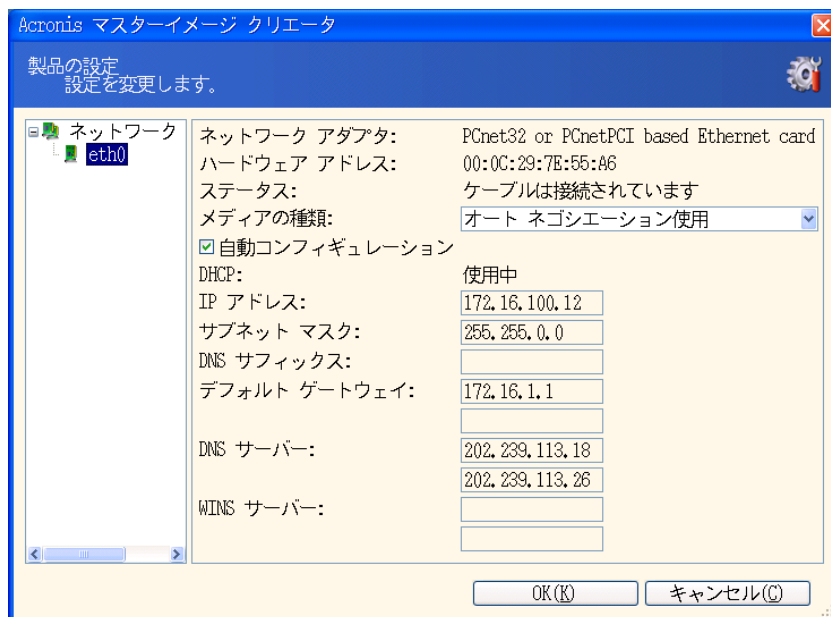 Acronis マスターイメージ クリエータ
製品の設定
設定を変更します。
ネットワーク
eth0
ネットワーク アダプタ: PCnet32 or PCnetPCI based Ethernet card
ハードウェア アドレス: 00:0C:29:7E:55:A6
ステータス: ケーブルは接続されています
メディアの種類: オート ネゴシエーション使用
自動コンフィギュレーション
DHCP: 使用中
IP アドレス: 172.16.100.12
サブネット マスク: 255.255.0.0
DNS サフィックス:
デフォルト ゲートウェイ: 172.16.1.1
DNS サーバー: 202.239.113.18
202.239.113.26
WINS サーバー:
OK(K) キャンセル(C)